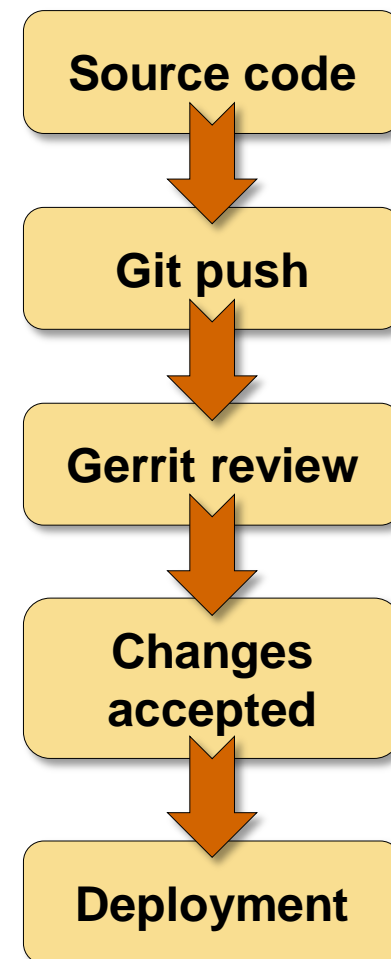 Source code
Git push
Gerrit review
Changes
accepted
Deployment